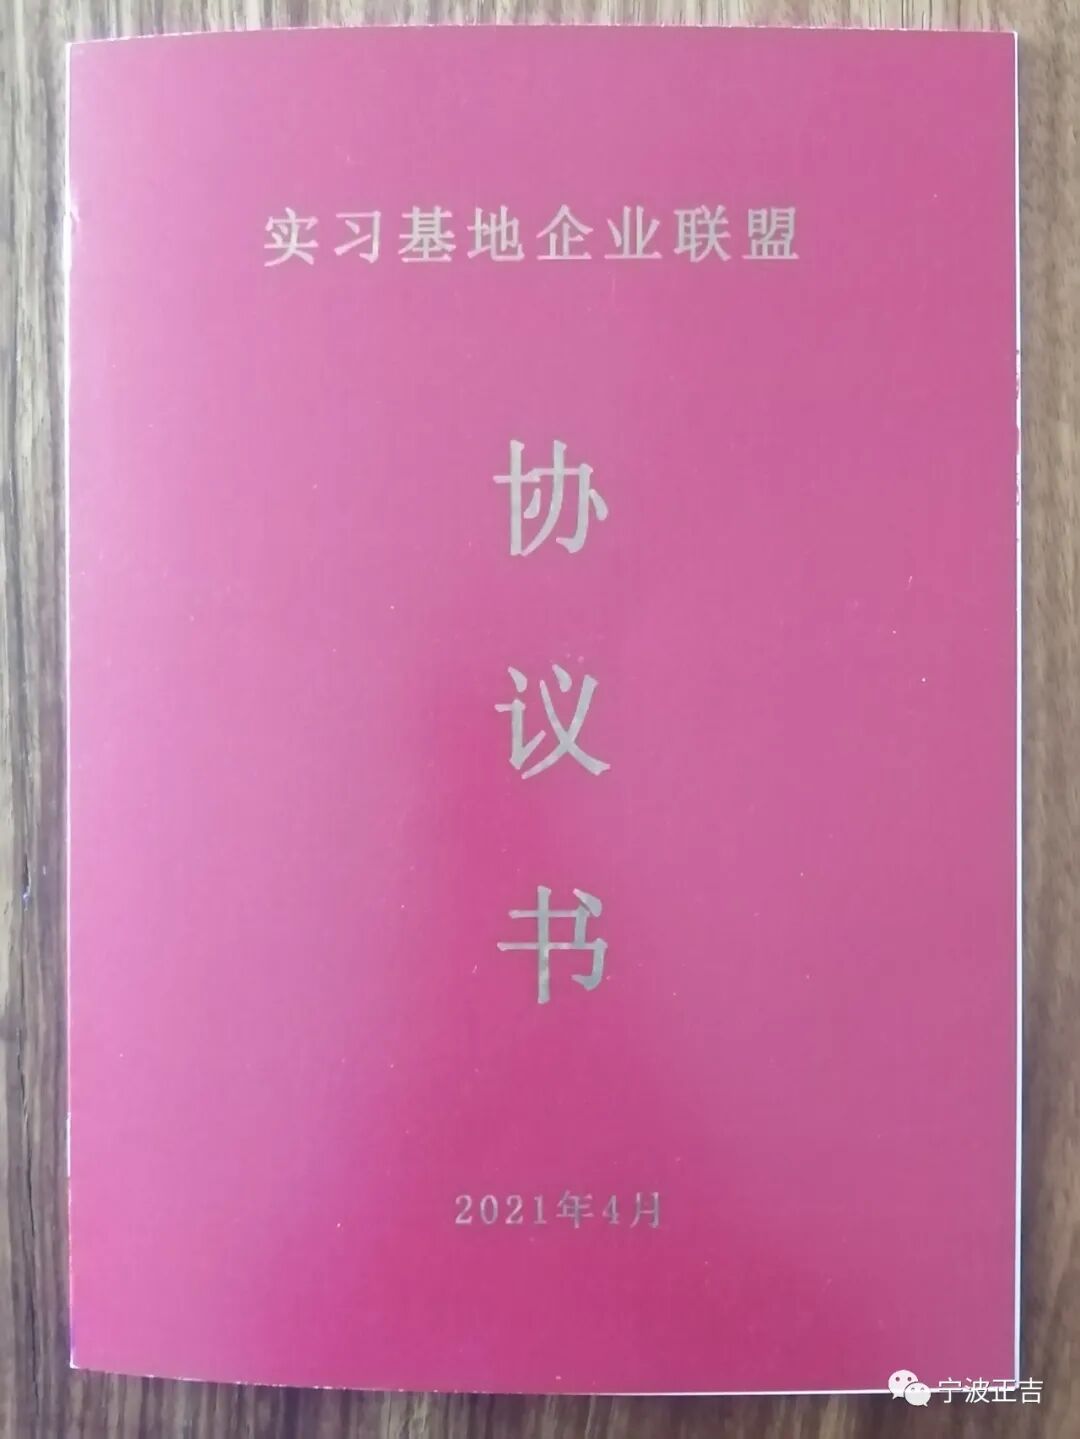 实习基地企业联盟
协
议
书
2021年4月
宁波正吉